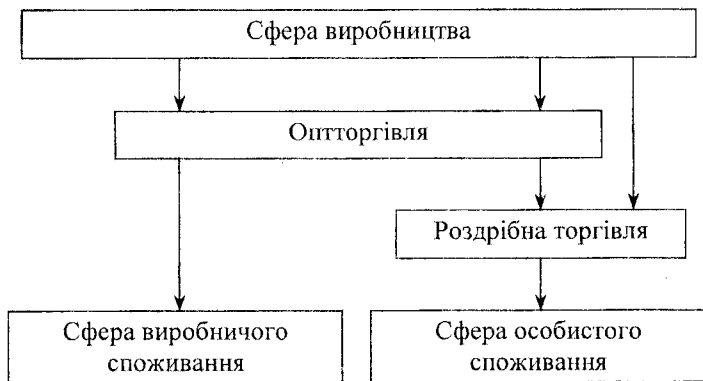 Сфера виробництва
Оптторгівля
Роздрібна торгівля
Сфера виробничого
споживання
Сфера особистого
споживання